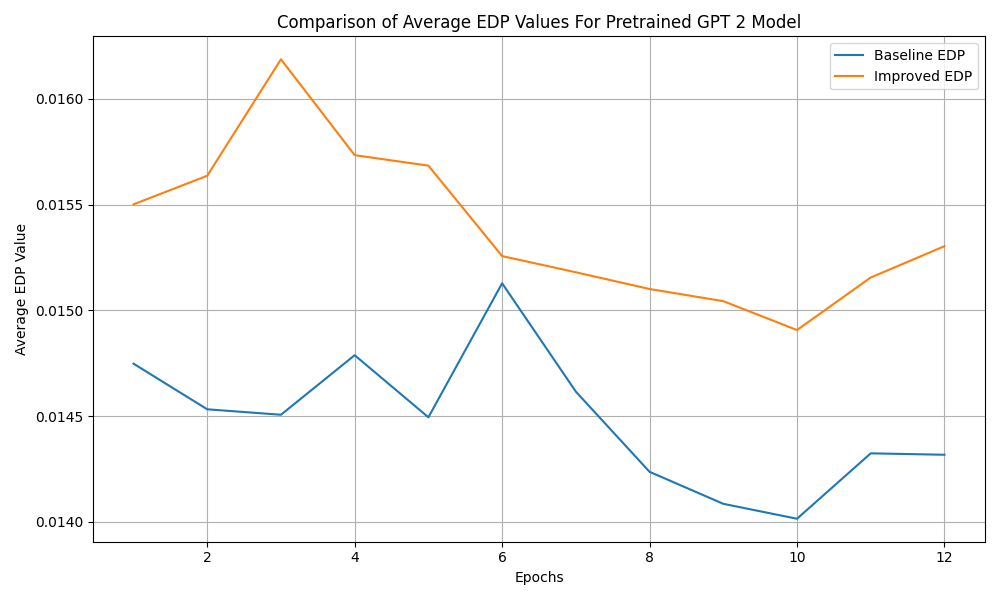 Comparison of Average EDP Values For Pretrained GPT 2 Model
Baseline EDP
Improved EDP
Average EDP Value
0.0160
0.0155
0.0150
0.0145
0.0140
2 4 6 8 10 12
Epochs